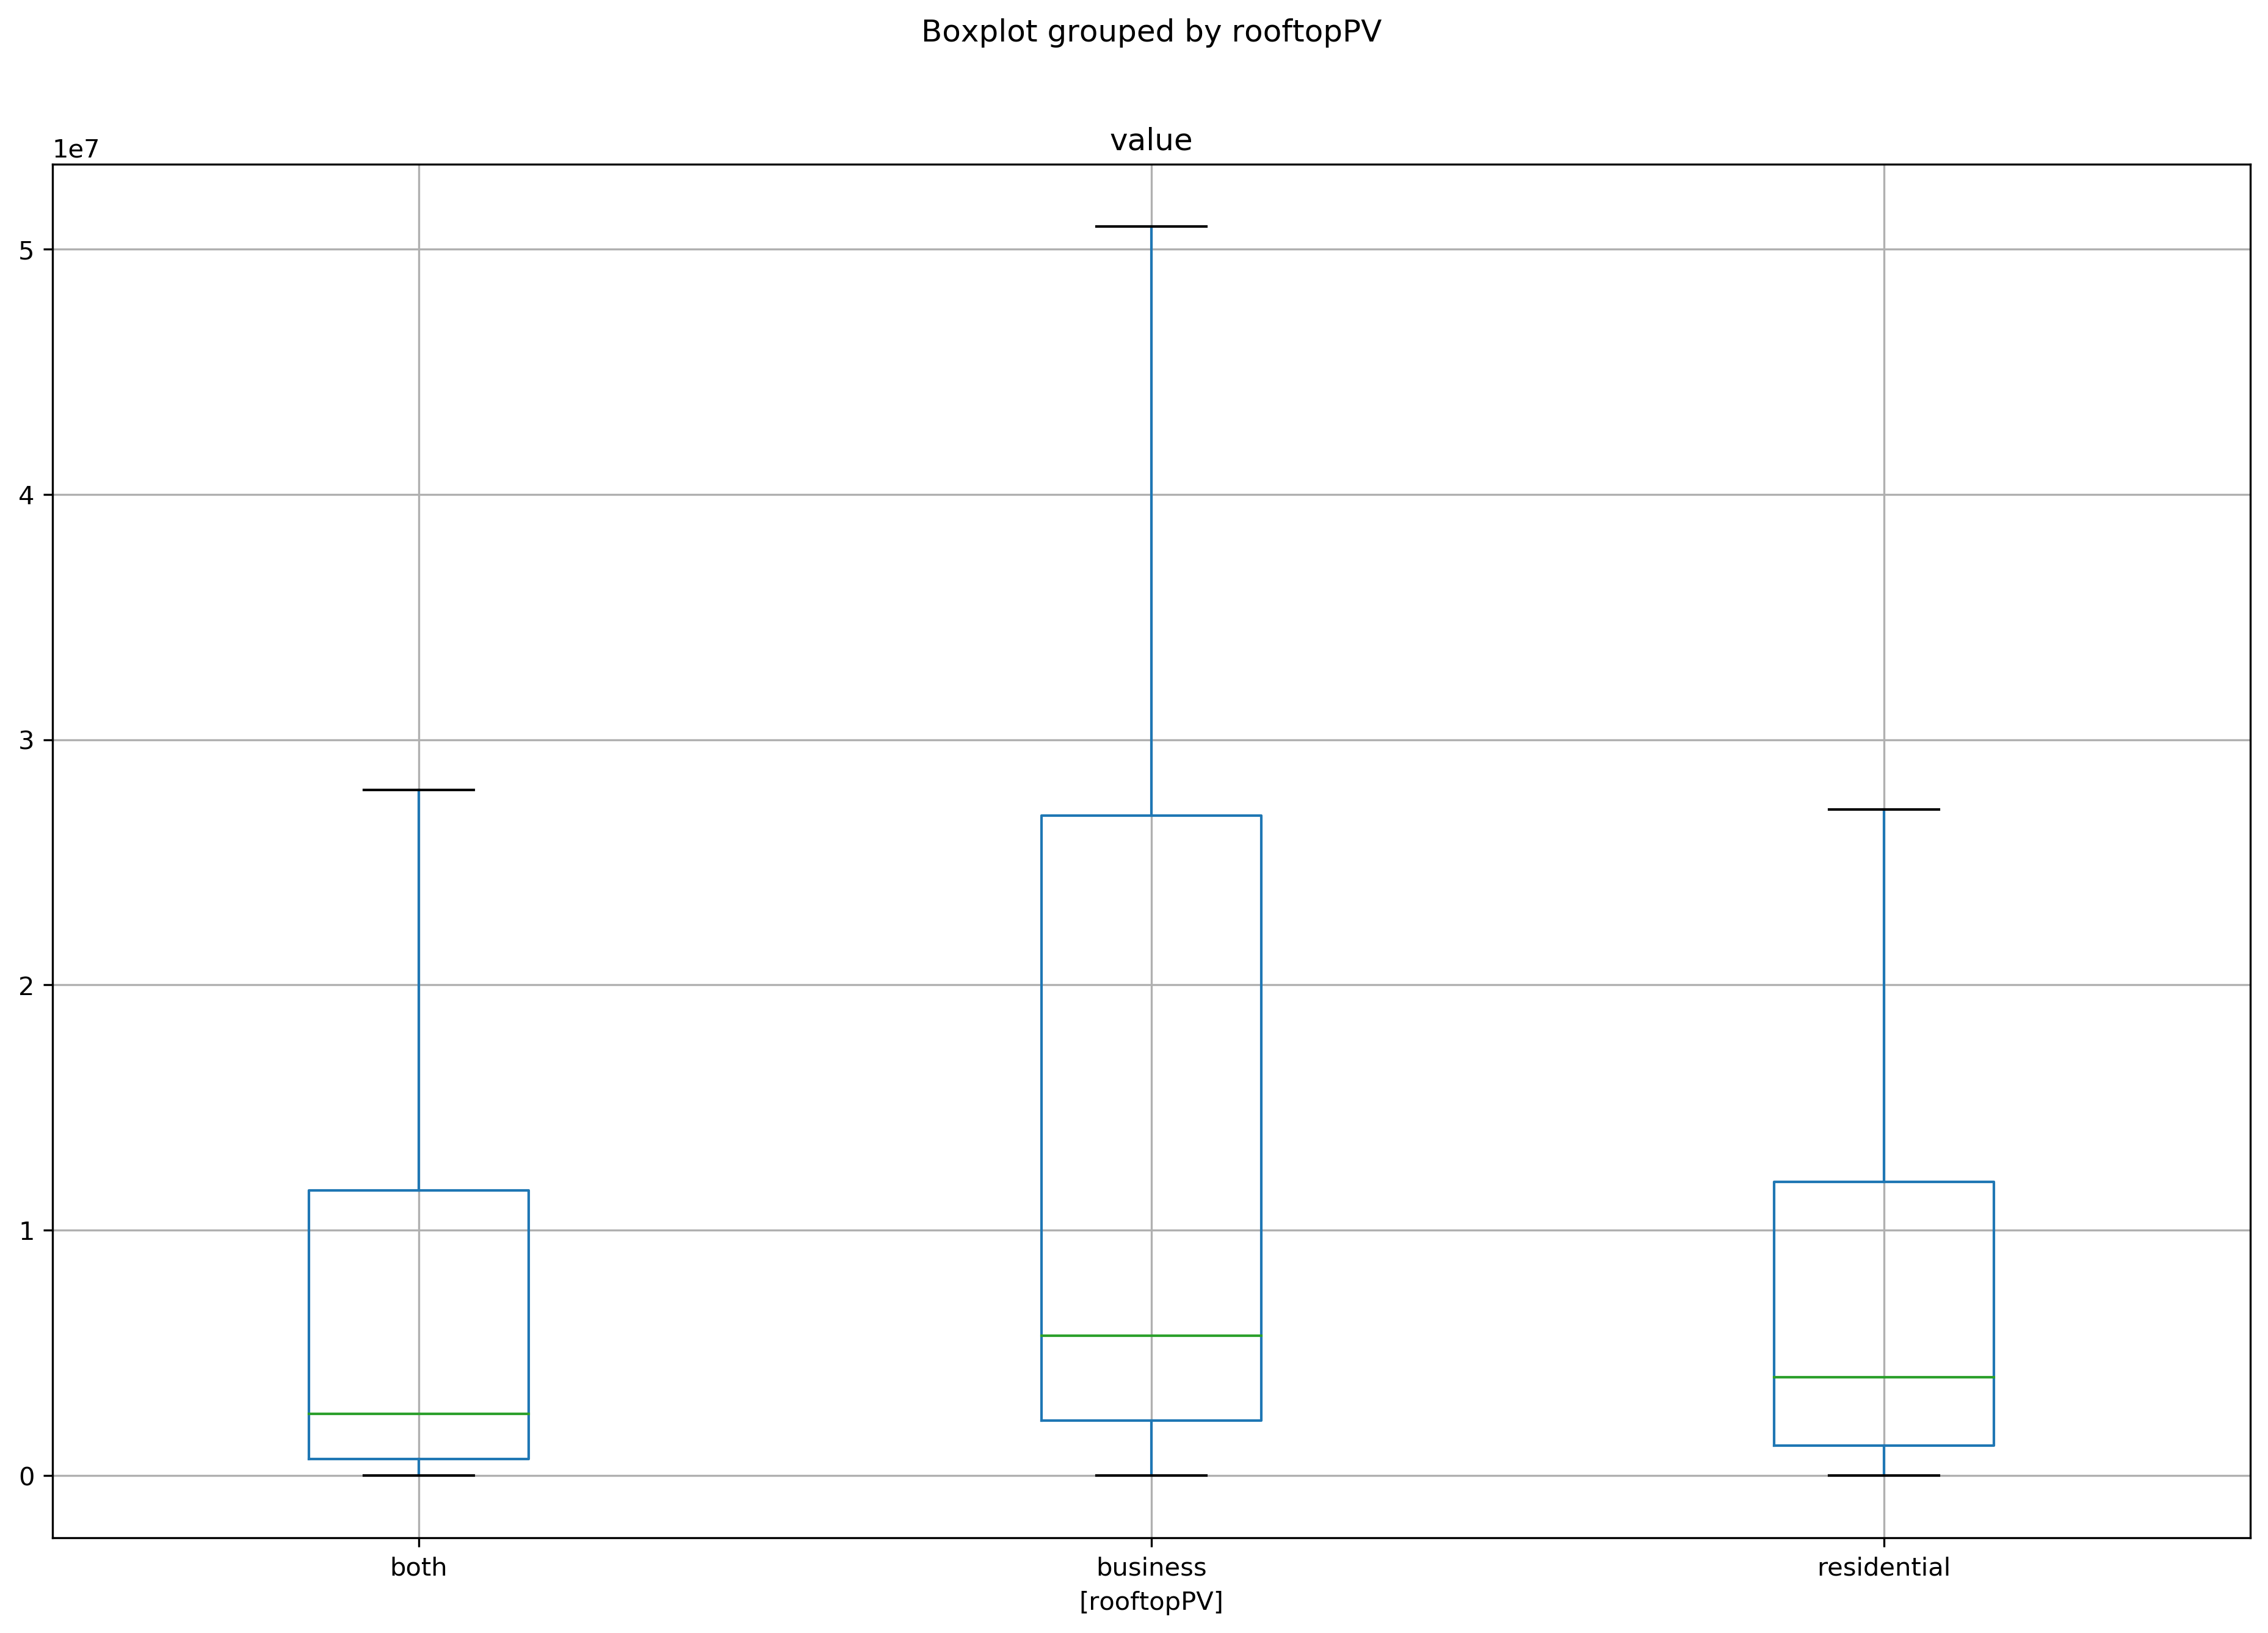 Boxplot grouped by rooftopPV
value
1e7
5
4
3
2
1
0
both business residential
[rooftopPV]